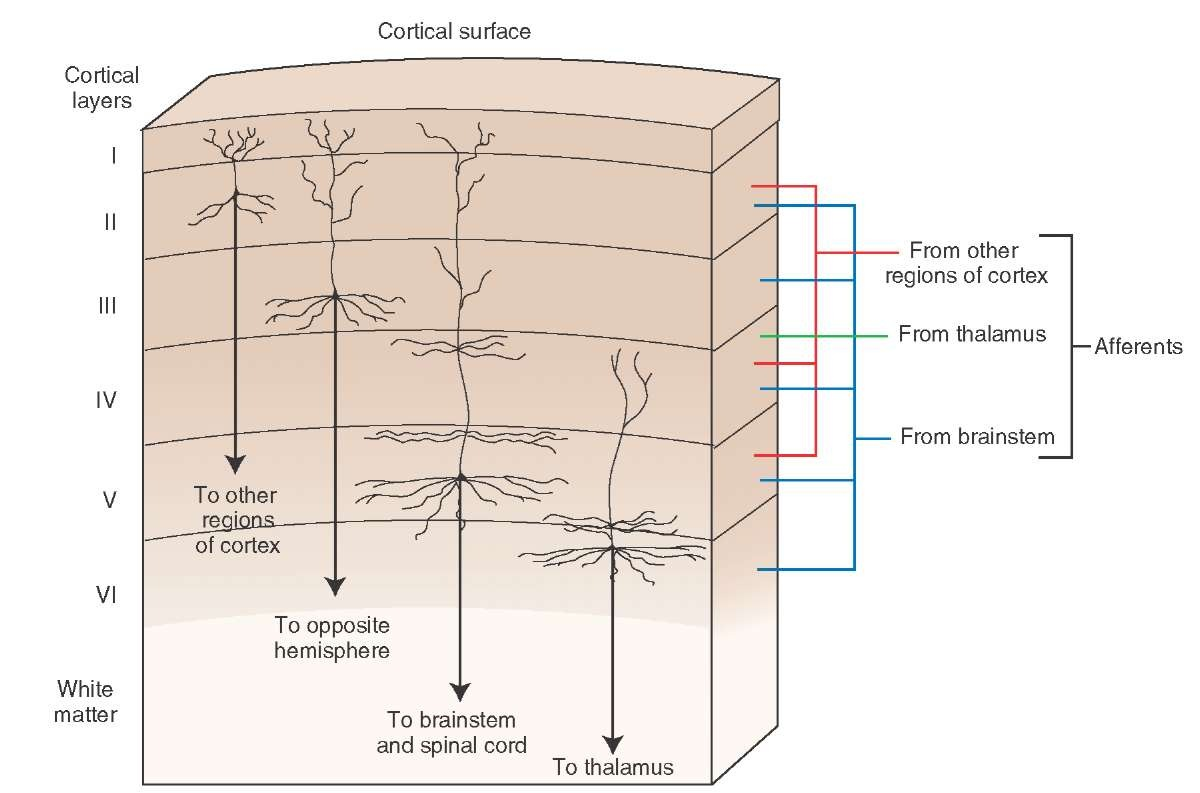 Cortical surface
Cortical
layers
I
II
III
IV
V
VI
White
matter
To other
regions
of cortex
To opposite
hemisphere
To brainstem
and spinal cord
To thalamus
From other
regions of cortex
From thalamus
From brainstem
Afferents